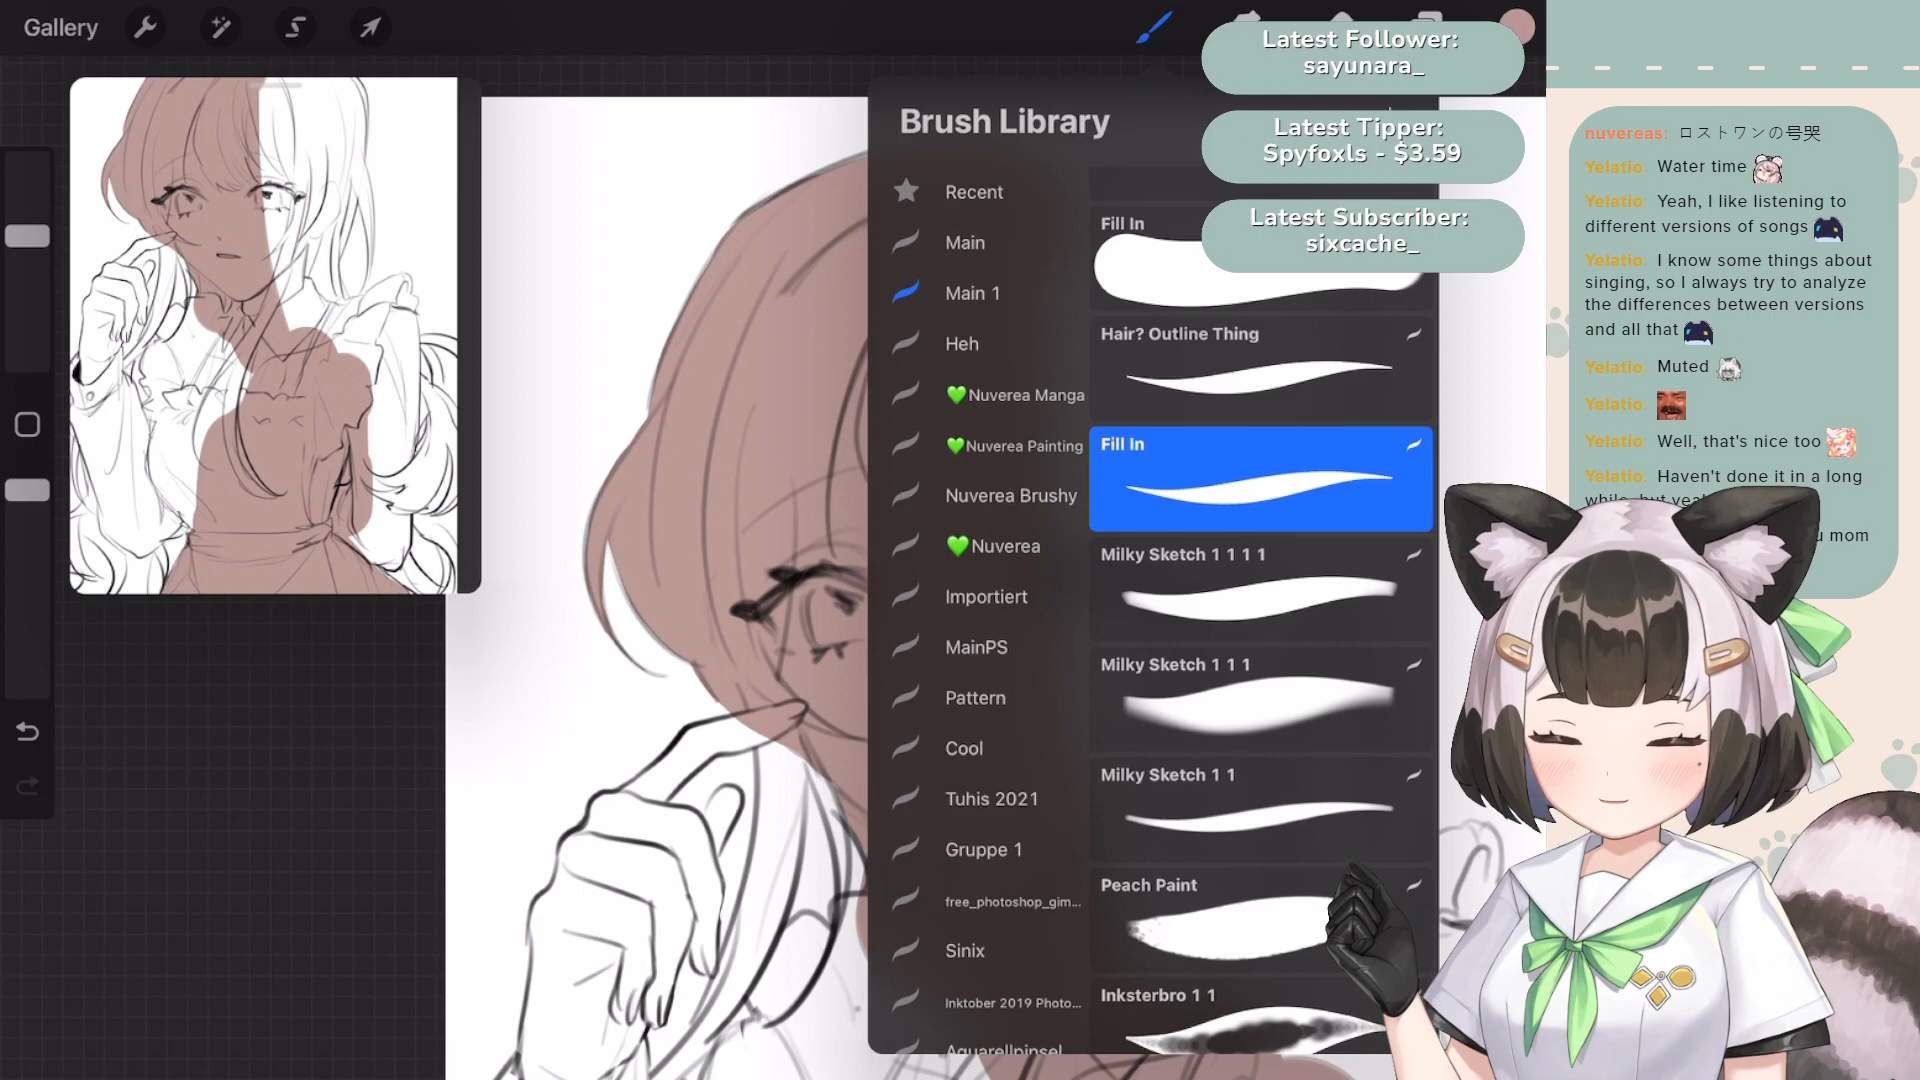 Gallery
Brush Library
Recent
Main
Main 1
Heh
💚Nuverea Manga
💚Nuverea Painting
Nuverea Brushy
💚Nuverea
Importiert
MainPS
Pattern
Cool
Tuhis 2021
Gruppe 1
free_photoshop_gim...
Sinix
Inktober 2019 Photo...
Aquarellpinsel
Fill In
Hair? Outline Thing
Fill In
Milky Sketch 1 1 1 1
Milky Sketch 1 1 1
Milky Sketch 1 1
Peach Paint
Inksterbro 1 1
Latest Follower:
sayunara_
Latest Tipper:
Spyfoxls - $3.59
Latest Subscriber:
sixcache_
nuvereas: ロストワンの号哭
Yelatio: Water time
Yelatio: Yeah, I like listening to
different versions of songs
Yelatio: I know some things about
singing, so I always try to analyze
the differences between versions
and all that
Yelatio: Muted
Yelatio:
Yelatio: Well, that's nice too
Yelatio: Haven't done it in a long
while, but
mom